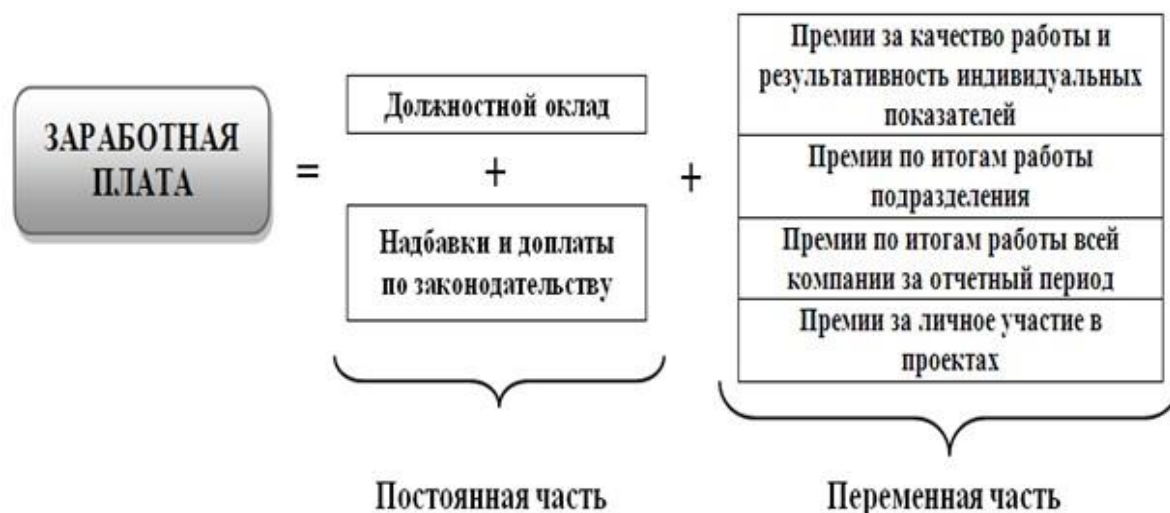 ЗАРАБОТНАЯ
ПЛАТА
=
Должностной оклад
+
Надбавки и доплаты
по законодательству
+
Премии за качество работы и
результативность индивидуальных
показателей
Премии по итогам работы
подразделения
Премии по итогам работы всей
компании за отчетный период
Премии за личное участие в
проектах
Постоянная часть
Переменная часть